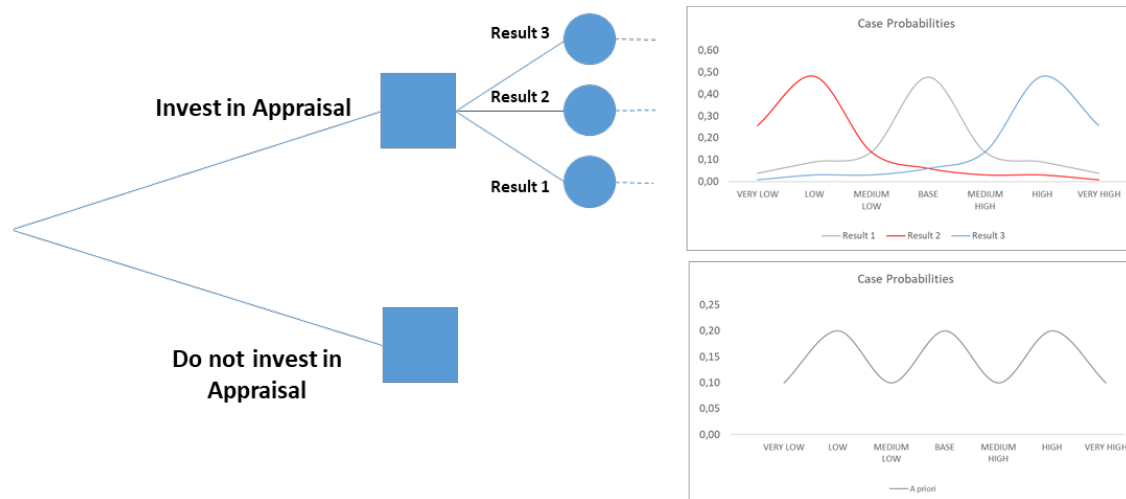 Result 3
Invest in Appraisal
Result 2
Result 1
Do not invest in
Appraisal
Case Probabilities
0,60
0,50
0,40
0,30
0,20
0,10
0,00
VERY LOW
LOW
MEDIUM
LOW
BASE
MEDIUM
HIGH
HIGH
VERY HIGH
Result 1
Result 2
Result 3
Case Probabilities
0,25
0,20
0,15
0,10
0,05
0,00
VERY LOW
LOW
MEDIUM
LOW
BASE
MEDIUM
HIGH
HIGH
VERY HIGH
A priori